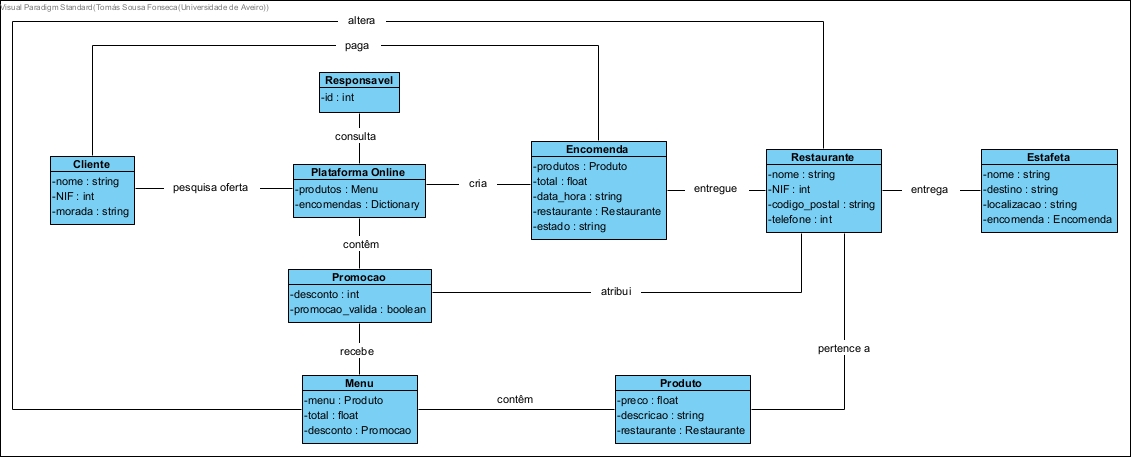 Visual Paradigm Standard(Tomás Sousa Fonseca(Universidade de Aveiro))
altera
paga
Responsavel
-id : int
consulta
Cliente
-nome : string
-NIF : int
-morada : string
pesquisa oferta
Plataforma Online
-produtos : Menu
-encomendas : Dictionary
cria
Encomenda
-produtos : Produto
-total : float
-data_hora : string
-restaurante : Restaurante
-estado : string
entregue
Restaurante
-nome : string
-NIF : int
-codigo_postal : string
-telefone : int
entrega
Estafeta
-nome : string
-destino : string
-localizacao : string
-encomenda : Encomenda
contêm
Promocao
-desconto : int
-promocao_valida : boolean
atribui
recebe
pertence a
Menu
-menu : Produto
-total : float
-desconto : Promocao
contêm
Produto
-preco : float
-descricao : string
-restaurante : Restaurante